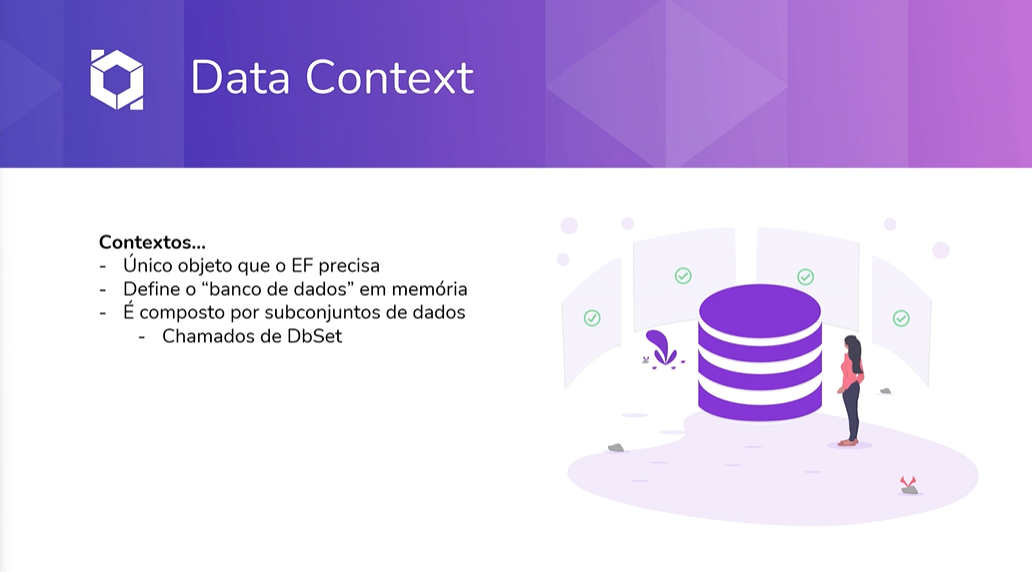 Data Context
Contextos...
- Único objeto que o EF precisa
- Define o “banco de dados” em memória
- É composto por subconjuntos de dados
- Chamados de DbSet